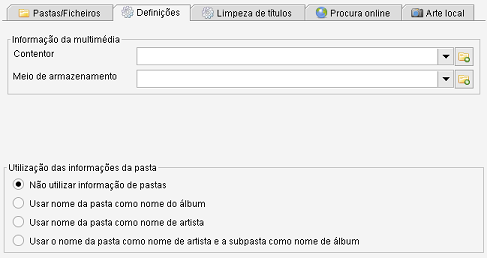 Pastas/Ficheiros
Definições
Limpeza de títulos
Procura online
Arte local
Informação da multimédia
Contentor
Meio de armazenamento
Utilização das informações da pasta
Não utilizar informação de pastas
Usar nome da pasta como nome do álbum
Usar nome da pasta como nome de artista
Usar o nome da pasta como nome de artista e a subpasta como nome de álbum